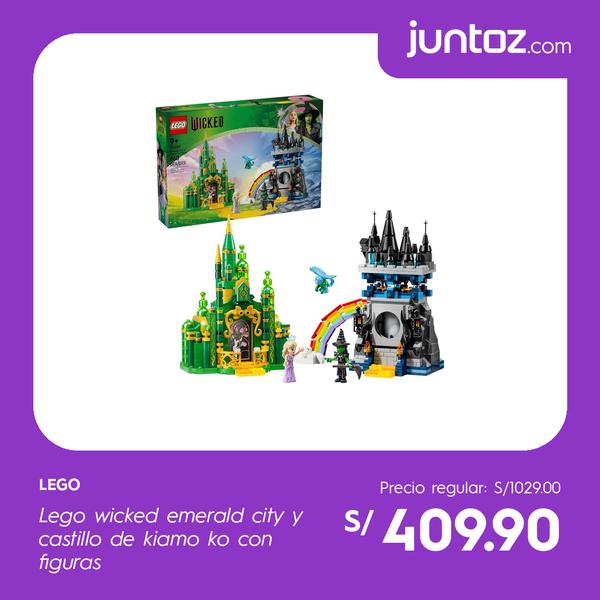 juntoz.com
LEGO WICKED
9+
LEGO
Lego wicked emerald city y
castillo de kiamo ko con
figuras
Precio regular: S/1029.00
S/ 409.90